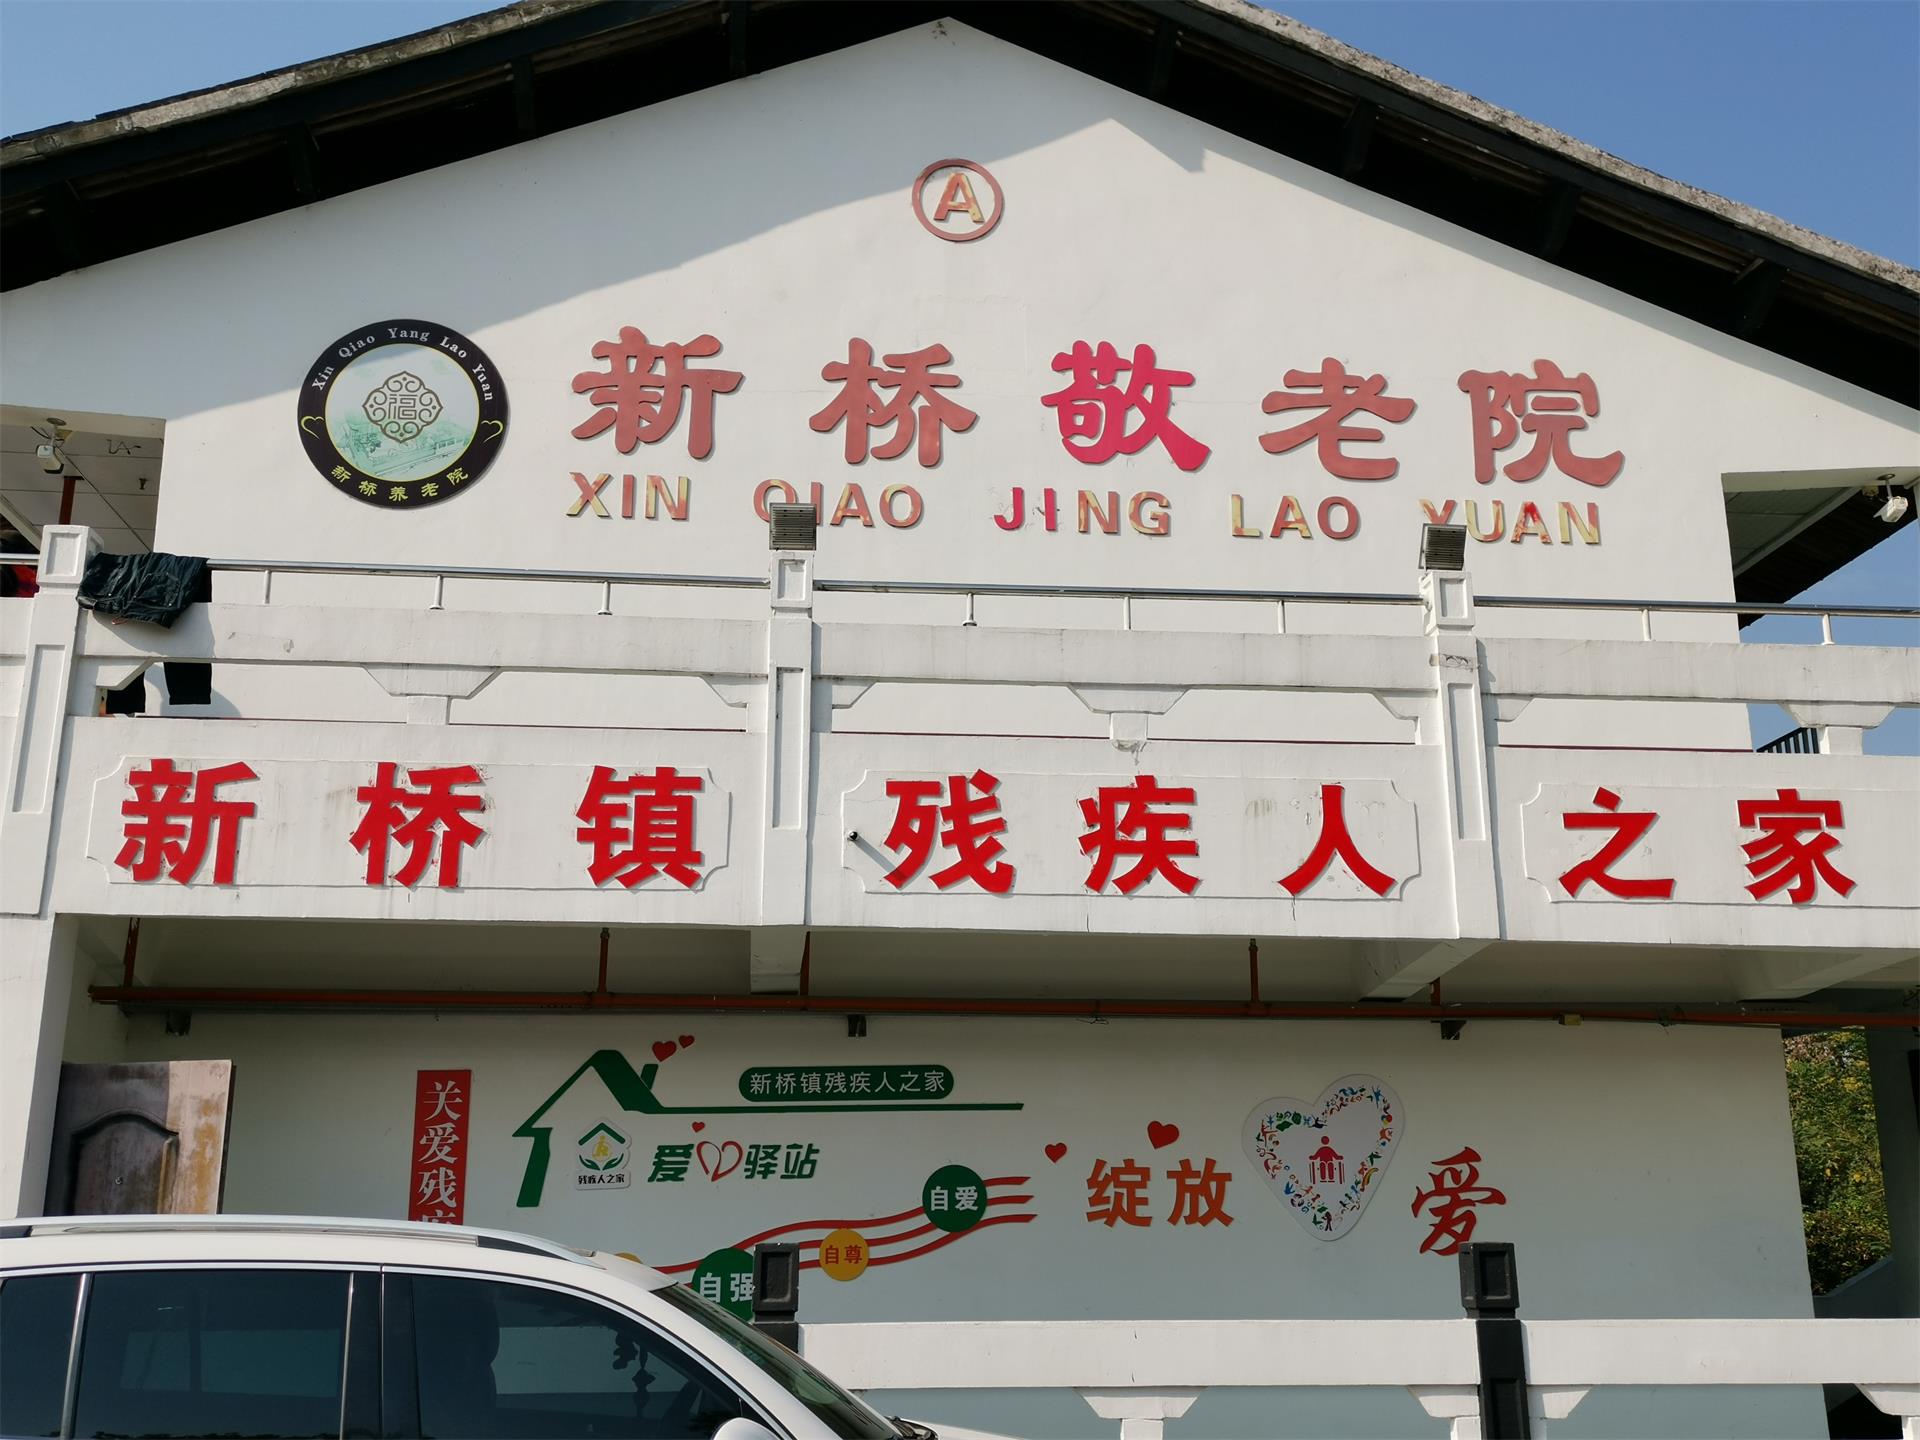 A
Xin Qiao Yang Lao Yuan
福
新桥养老院
新桥敬老院
XIN QIAO JING LAO YUAN
新桥镇残疾人之家
关爱残
新桥镇残疾人之家
残疾人之家
爱 驿站
自爱
自尊
自强
绽放 爱